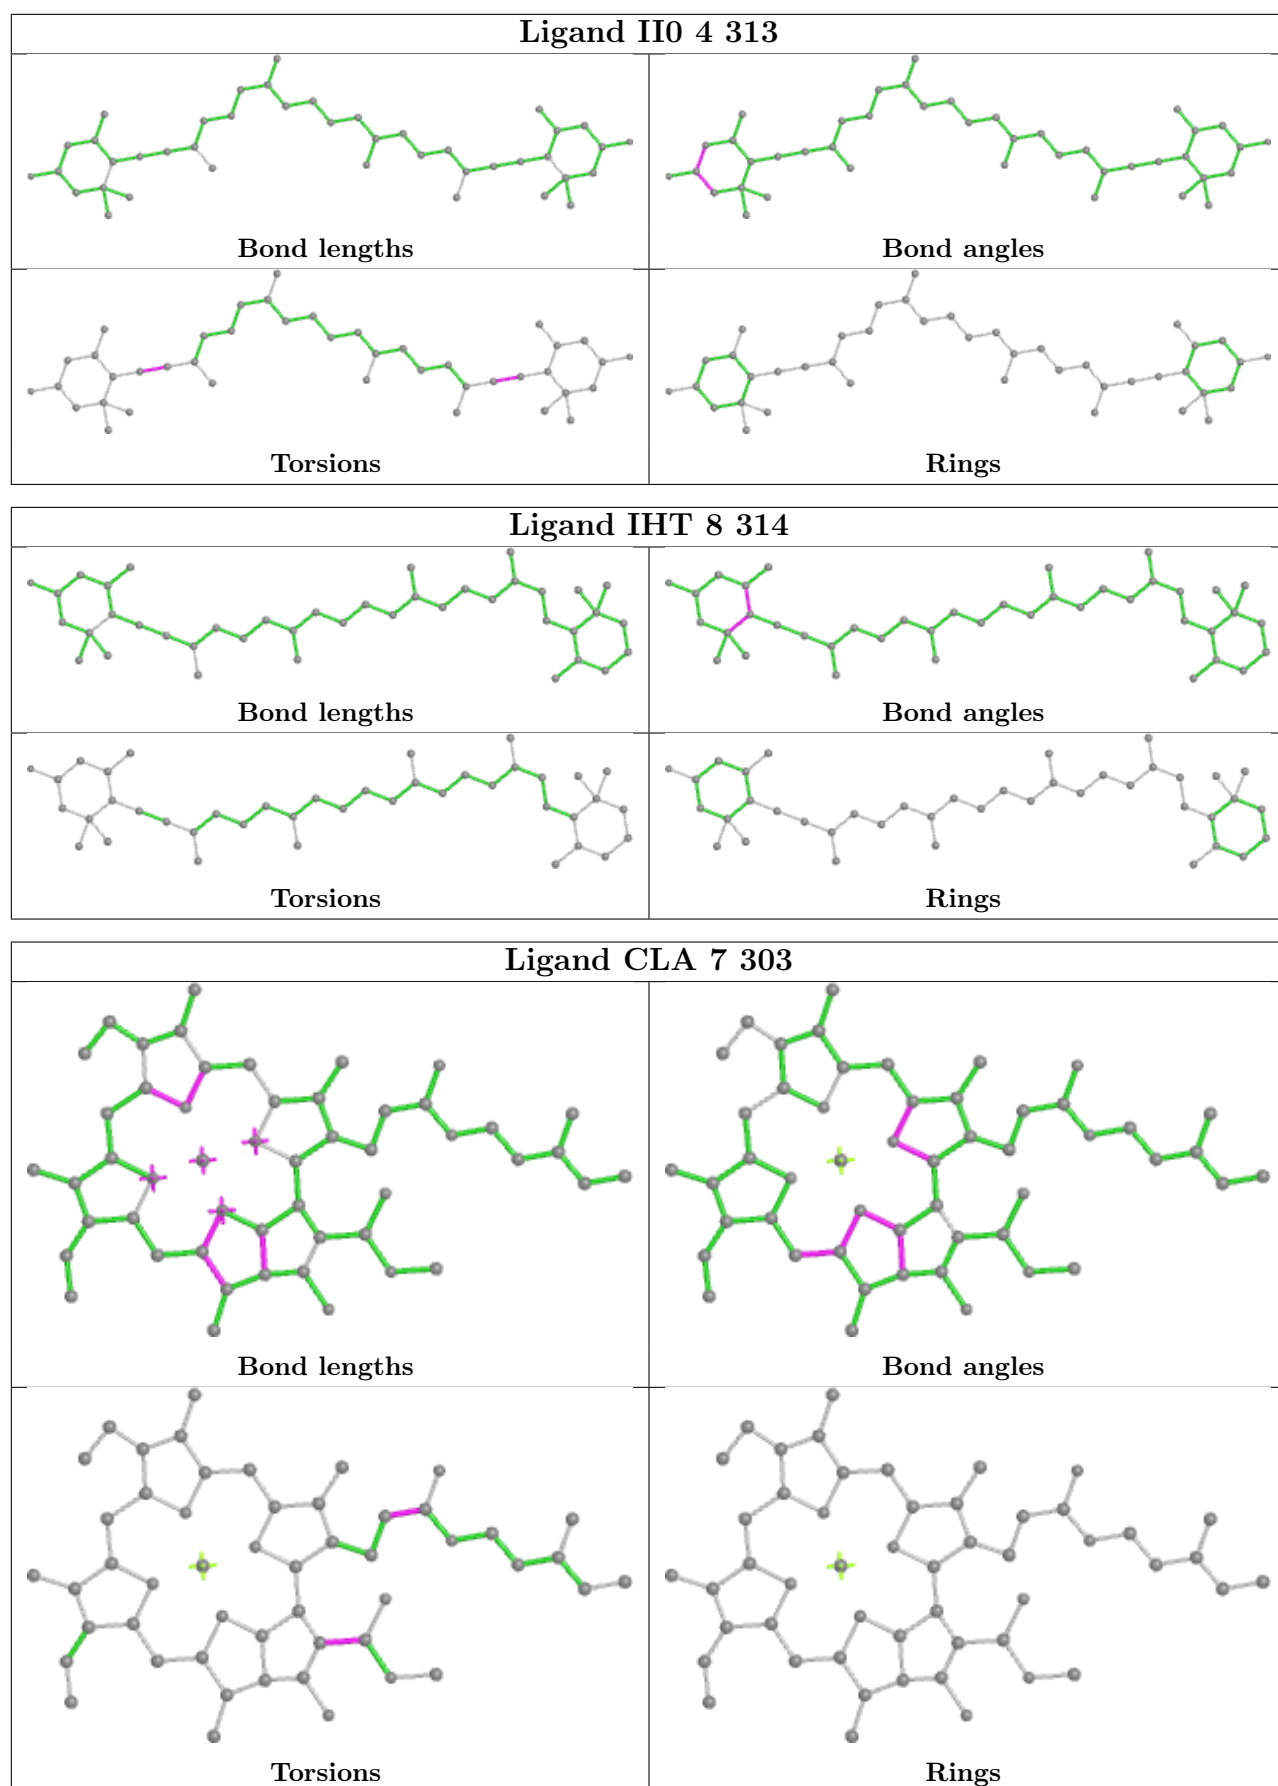 Ligand II0 4 313
Bond lengths
Bond angles
Torsions
Rings
Ligand IHT 8 314
Bond lengths
Bond angles
Torsions
Rings
Ligand CLA 7 303
Bond lengths
Bond angles
Torsions
Rings